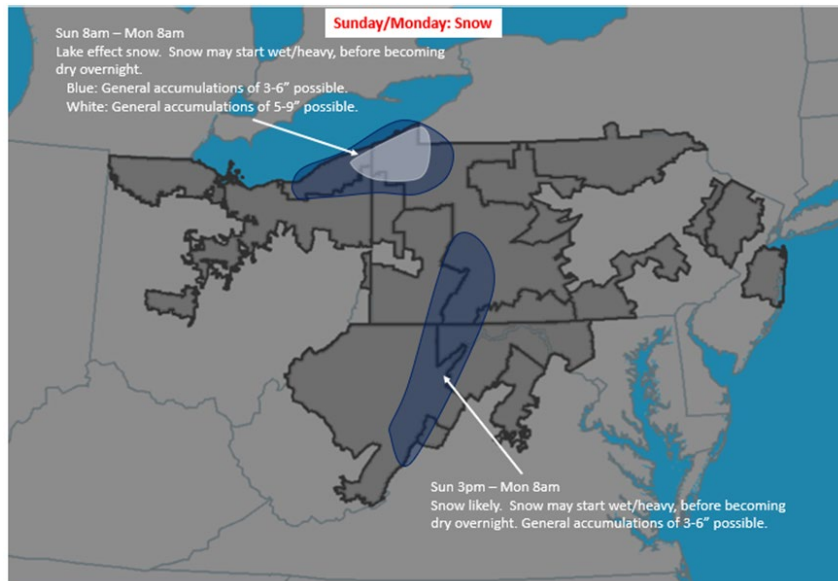 Sunday/Monday: Snow
Sun 8am – Mon 8am
Lake effect snow.  Snow may start wet/heavy, before becoming
dry overnight.
Blue: General accumulations of 3-6” possible.
White: General accumulations of 5-9” possible.
Sun 3pm – Mon 8am
Snow likely.  Snow may start wet/heavy, before becoming
dry overnight. General accumulations of 3-6” possible.